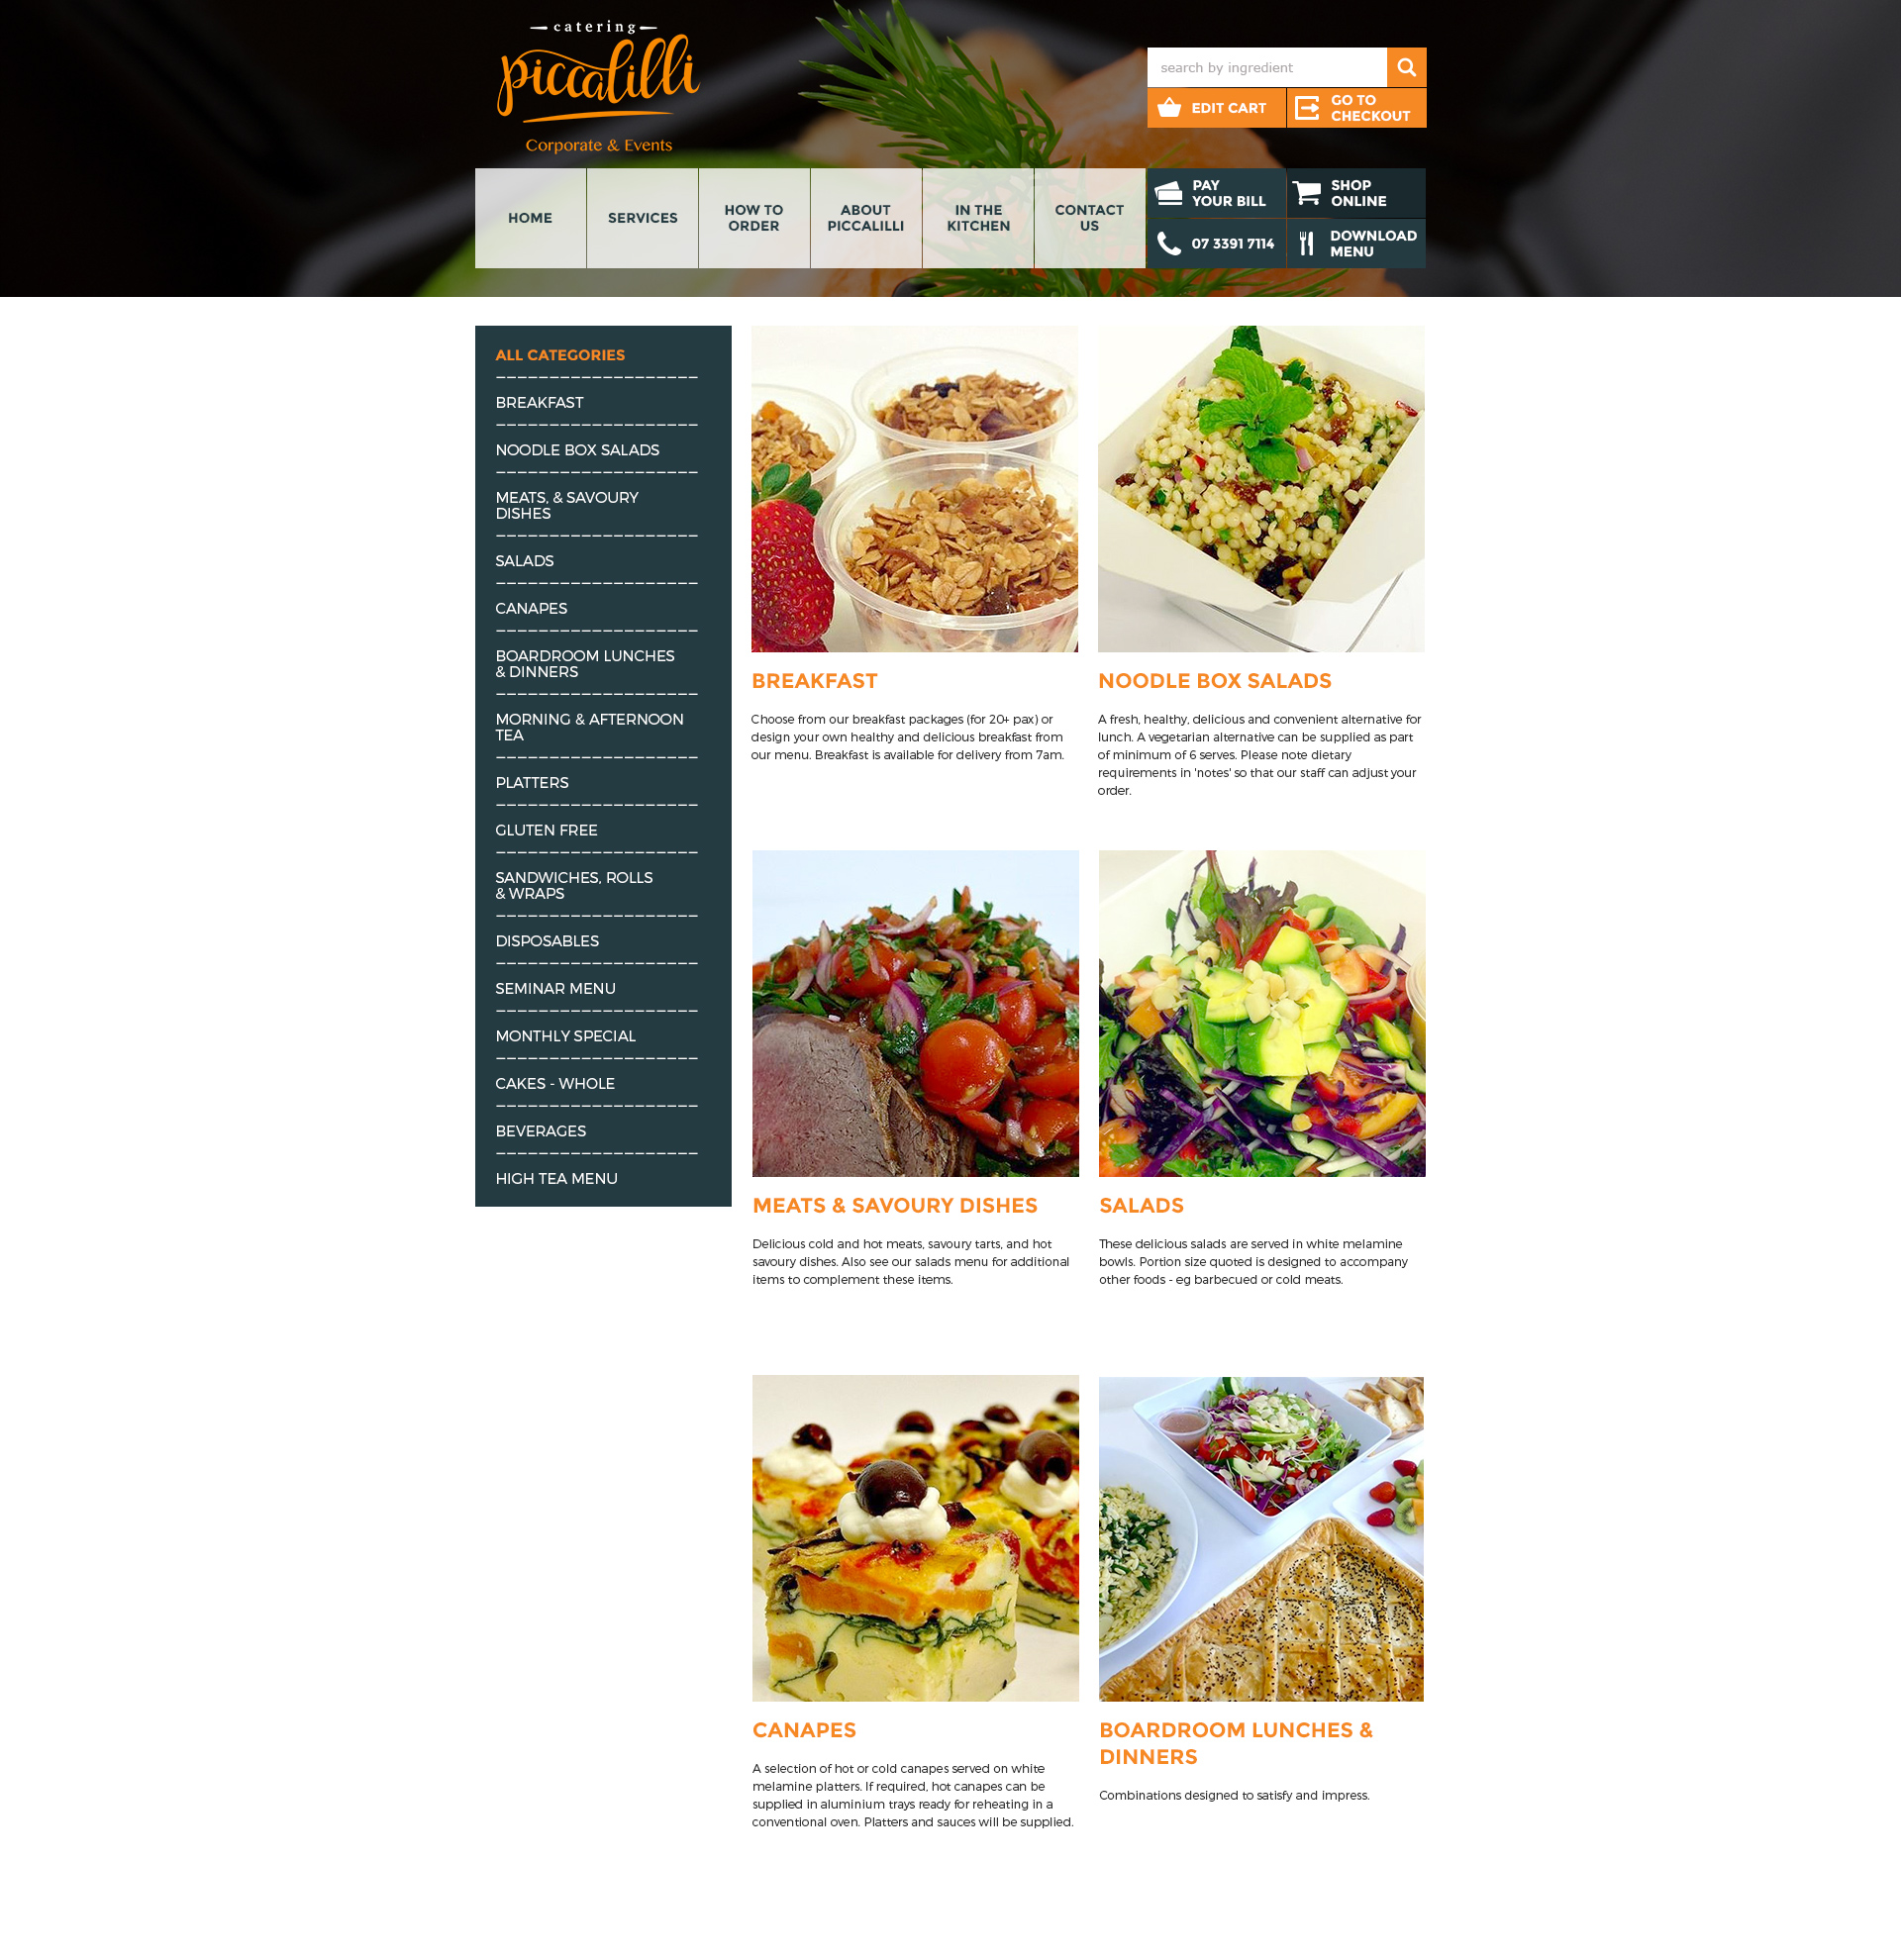 catering
piccalilli
Corporate & Events
search by ingredient
EDIT CART
GO TO
CHECKOUT
HOME
SERVICES
HOW TO
ORDER
ABOUT
PICCALILLI
IN THE
KITCHEN
CONTACT
US
PAY
YOUR BILL
SHOP
ONLINE
07 3391 7114
DOWNLOAD
MENU
ALL CATEGORIES
BREAKFAST
NOODLE BOX SALADS
MEATS, & SAVOURY
DISHES
SALADS
CANAPES
BOARDROOM LUNCHES
& DINNERS
MORNING & AFTERNOON
TEA
PLATTERS
GLUTEN FREE
SANDWICHES, ROLLS
& WRAPS
DISPOSABLES
SEMINAR MENU
MONTHLY SPECIAL
CAKES - WHOLE
BEVERAGES
HIGH TEA MENU
BREAKFAST
Choose from our breakfast packages (for 20+ pax) or
design your own healthy and delicious breakfast from
our menu. Breakfast is available for delivery from 7am.
NOODLE BOX SALADS
A fresh, healthy, delicious and convenient alternative for
lunch. A vegetarian alternative can be supplied as part
of minimum of 6 serves. Please note dietary
requirements in 'notes' so that our staff can adjust your
order.
MEATS & SAVOURY DISHES
Delicious cold and hot meats, savoury tarts, and hot
savoury dishes. Also see our salads menu for additional
items to complement these items.
SALADS
These delicious salads are served in white melamine
bowls. Portion size quoted is designed to accompany
other foods - eg barbecued or cold meats.
CANAPES
A selection of hot or cold canapes served on white
melamine platters. If required, hot canapes can be
supplied in aluminium trays ready for reheating in a
conventional oven. Platters and sauces will be supplied.
BOARDROOM LUNCHES &
DINNERS
Combinations designed to satisfy and impress.